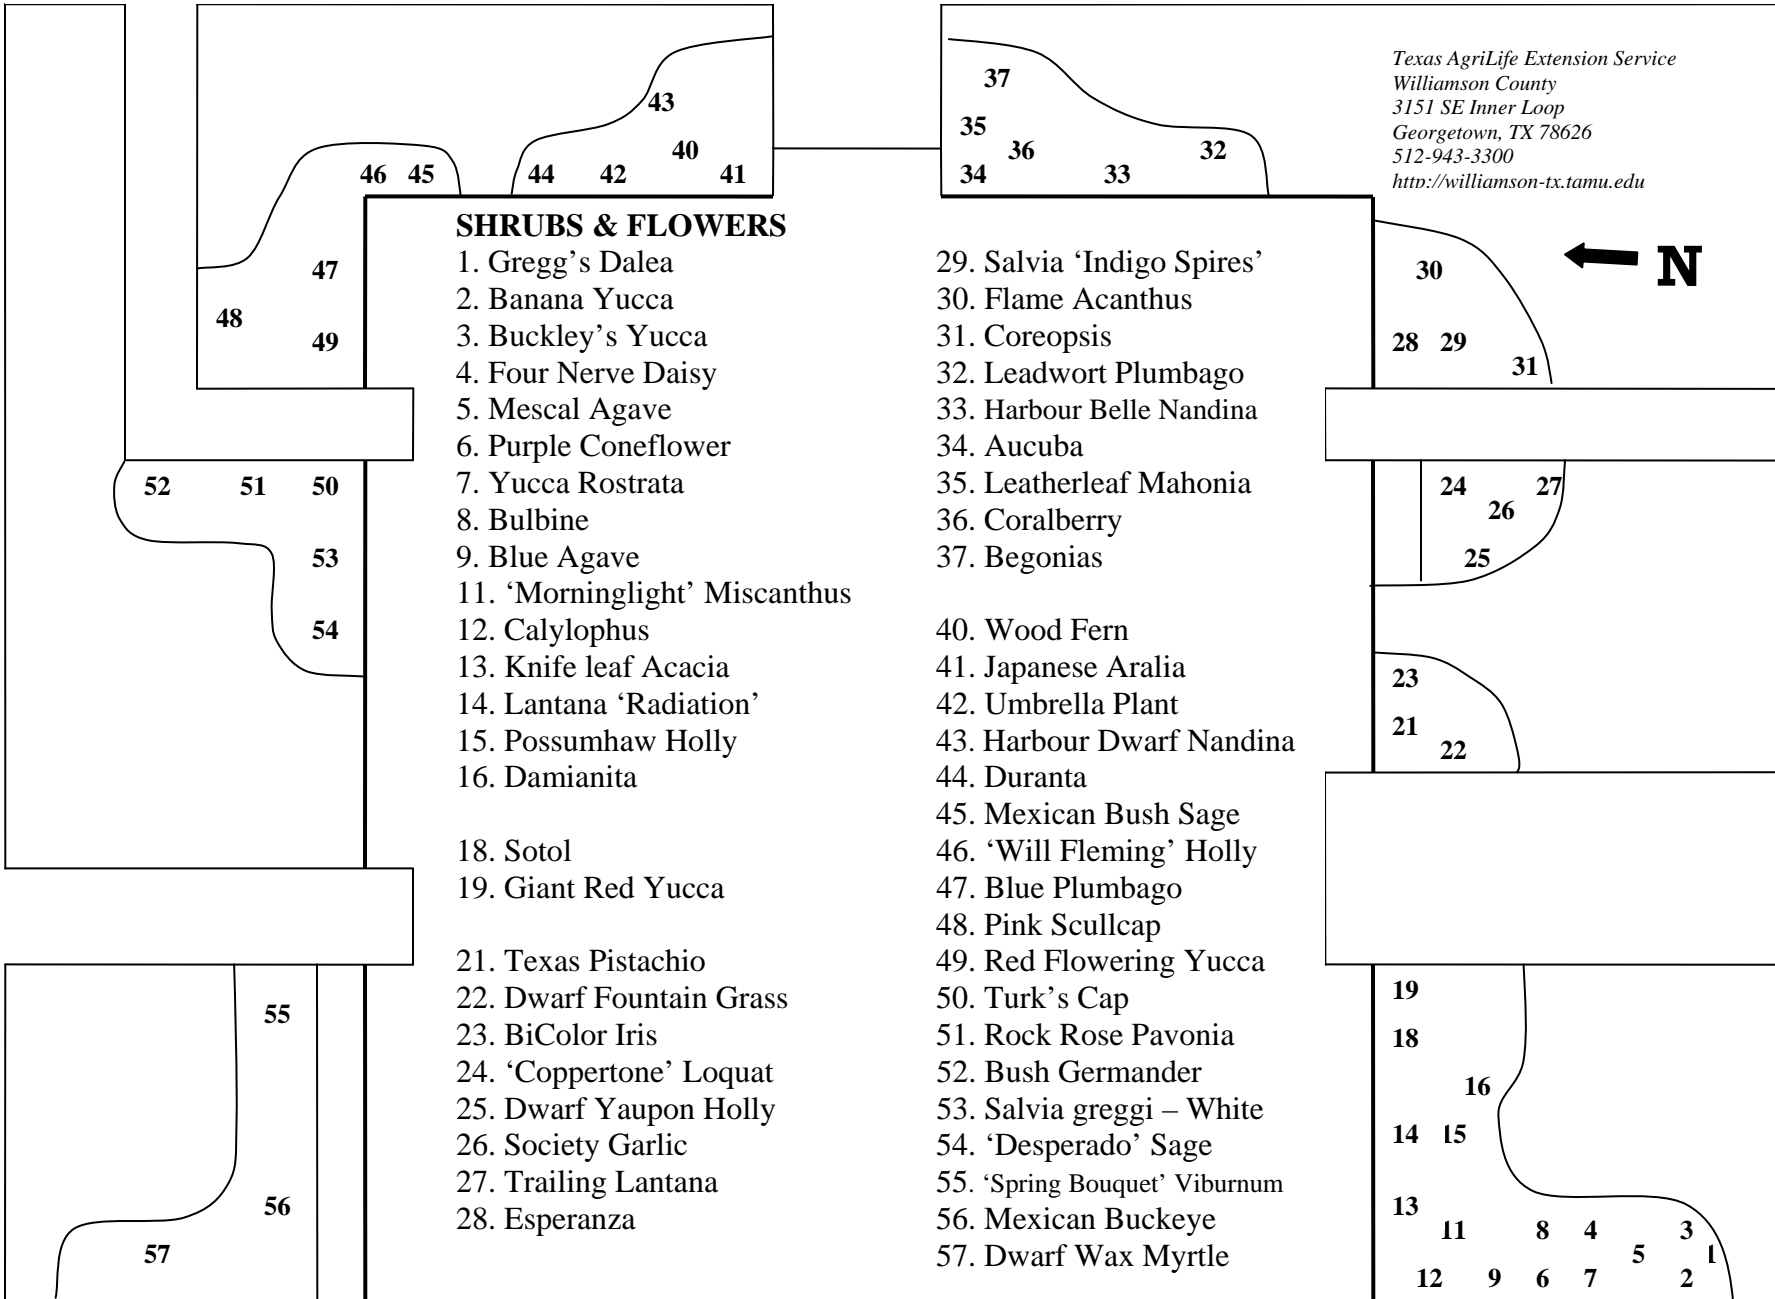 Texas AgriLife Extension Service
Williamson County
3151 SE Inner Loop
Georgetown, TX 78626
512-943-3300
http://williamson-tx.tamu.edu
N
37
43
35
36
40
32
46 45
44 42 41
34 33
47
30
48
49
28 29
31
52 51 50
24 27
26
53
25
54
23
21
22
19
55
18
16
14 15
56
13
57
11 8 4 3
5 1
12 9 6 7 2
SHRUBS & FLOWERS
1. Gregg’s Dalea
2. Banana Yucca
3. Buckley’s Yucca
4. Four Nerve Daisy
5. Mescal Agave
6. Purple Coneflower
7. Yucca Rostrata
8. Bulbine
9. Blue Agave
11. ‘Morninglight’ Miscanthus
12. Calylophus
13. Knife leaf Acacia
14. Lantana ‘Radiation’
15. Possumhaw Holly
16. Damianita
18. Sotol
19. Giant Red Yucca
21. Texas Pistachio
22. Dwarf Fountain Grass
23. BiColor Iris
24. ‘Coppertone’ Loquat
25. Dwarf Yaupon Holly
26. Society Garlic
27. Trailing Lantana
28. Esperanza
29. Salvia ‘Indigo Spires’
30. Flame Acanthus
31. Coreopsis
32. Leadwort Plumbago
33. Harbour Belle Nandina
34. Aucuba
35. Leatherleaf Mahonia
36. Coralberry
37. Begonias
40. Wood Fern
41. Japanese Aralia
42. Umbrella Plant
43. Harbour Dwarf Nandina
44. Duranta
45. Mexican Bush Sage
46. ‘Will Fleming’ Holly
47. Blue Plumbago
48. Pink Scullcap
49. Red Flowering Yucca
50. Turk’s Cap
51. Rock Rose Pavonia
52. Bush Germander
53. Salvia greggi – White
54. ‘Desperado’ Sage
55. ‘Spring Bouquet’ Viburnum
56. Mexican Buckeye
57. Dwarf Wax Myrtle